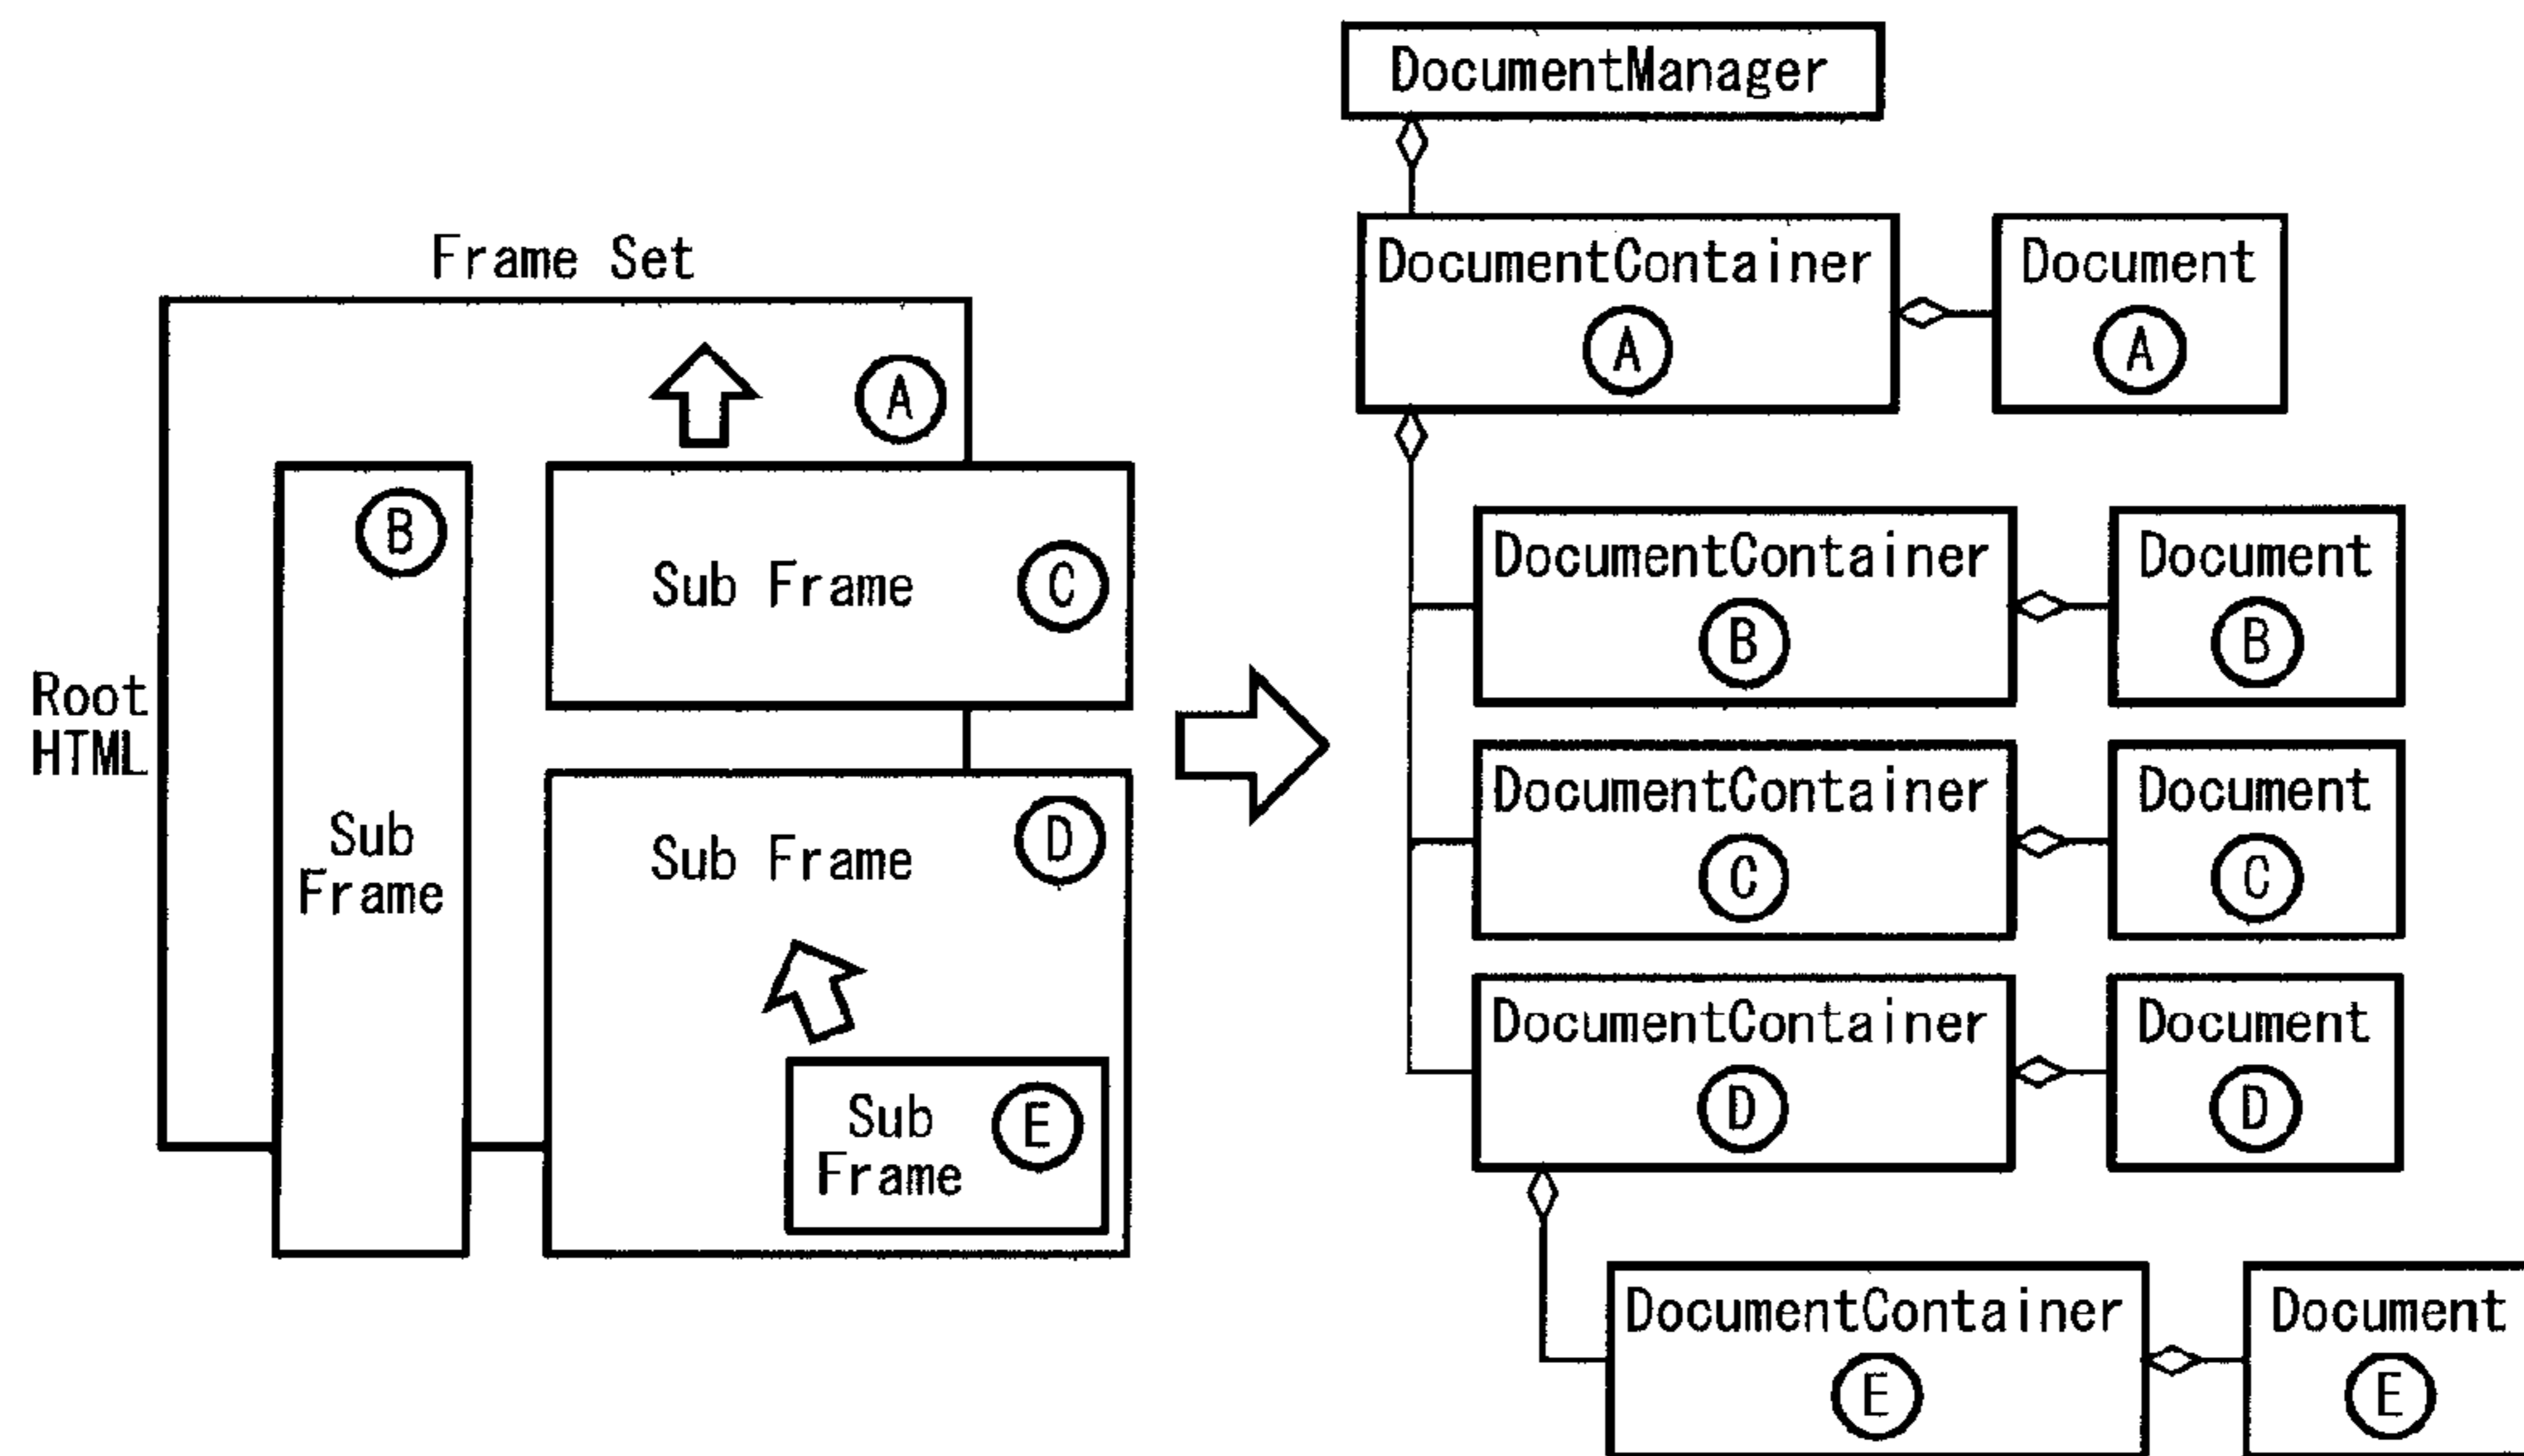 Frame Set
A
B
Sub Frame
C
Root
HTML
Sub
Frame
Sub Frame
D
Sub
Frame
E
DocumentManager
DocumentContainer
A
Document
A
DocumentContainer
B
Document
B
DocumentContainer
C
Document
C
DocumentContainer
D
Document
D
DocumentContainer
E
Document
E